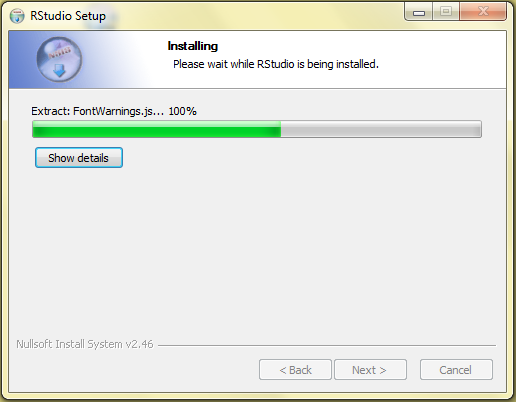 RStudio Setup
Installing
Please wait while RStudio is being installed.
Extract: FontWarnings.js... 100%
Show details
Nullsoft Install System v2.46
< Back
Next >
Cancel